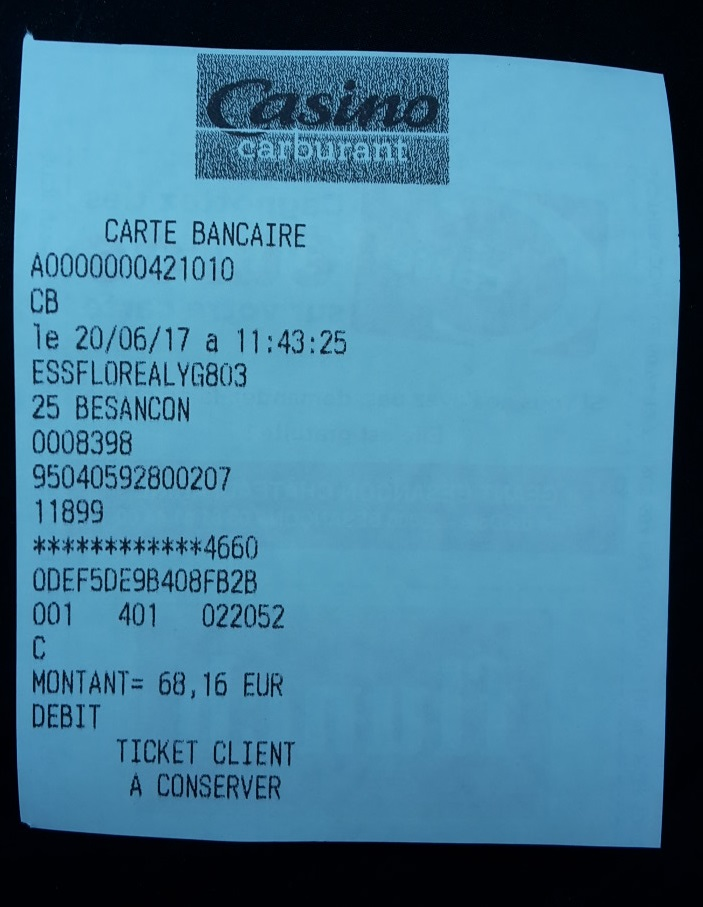 Casino
carburant
CARTE BANCAIRE
A0000000421010
CB
le 20/06/17 a 11:43:25
ESSFLOREALYG803
25 BESANCON
0008398
95040592800207
11899
************4660
0DEF5DE9B408FB2B
001 401 022052
C
MONTANT= 68,16 EUR
DEBIT
TICKET CLIENT
A CONSERVER